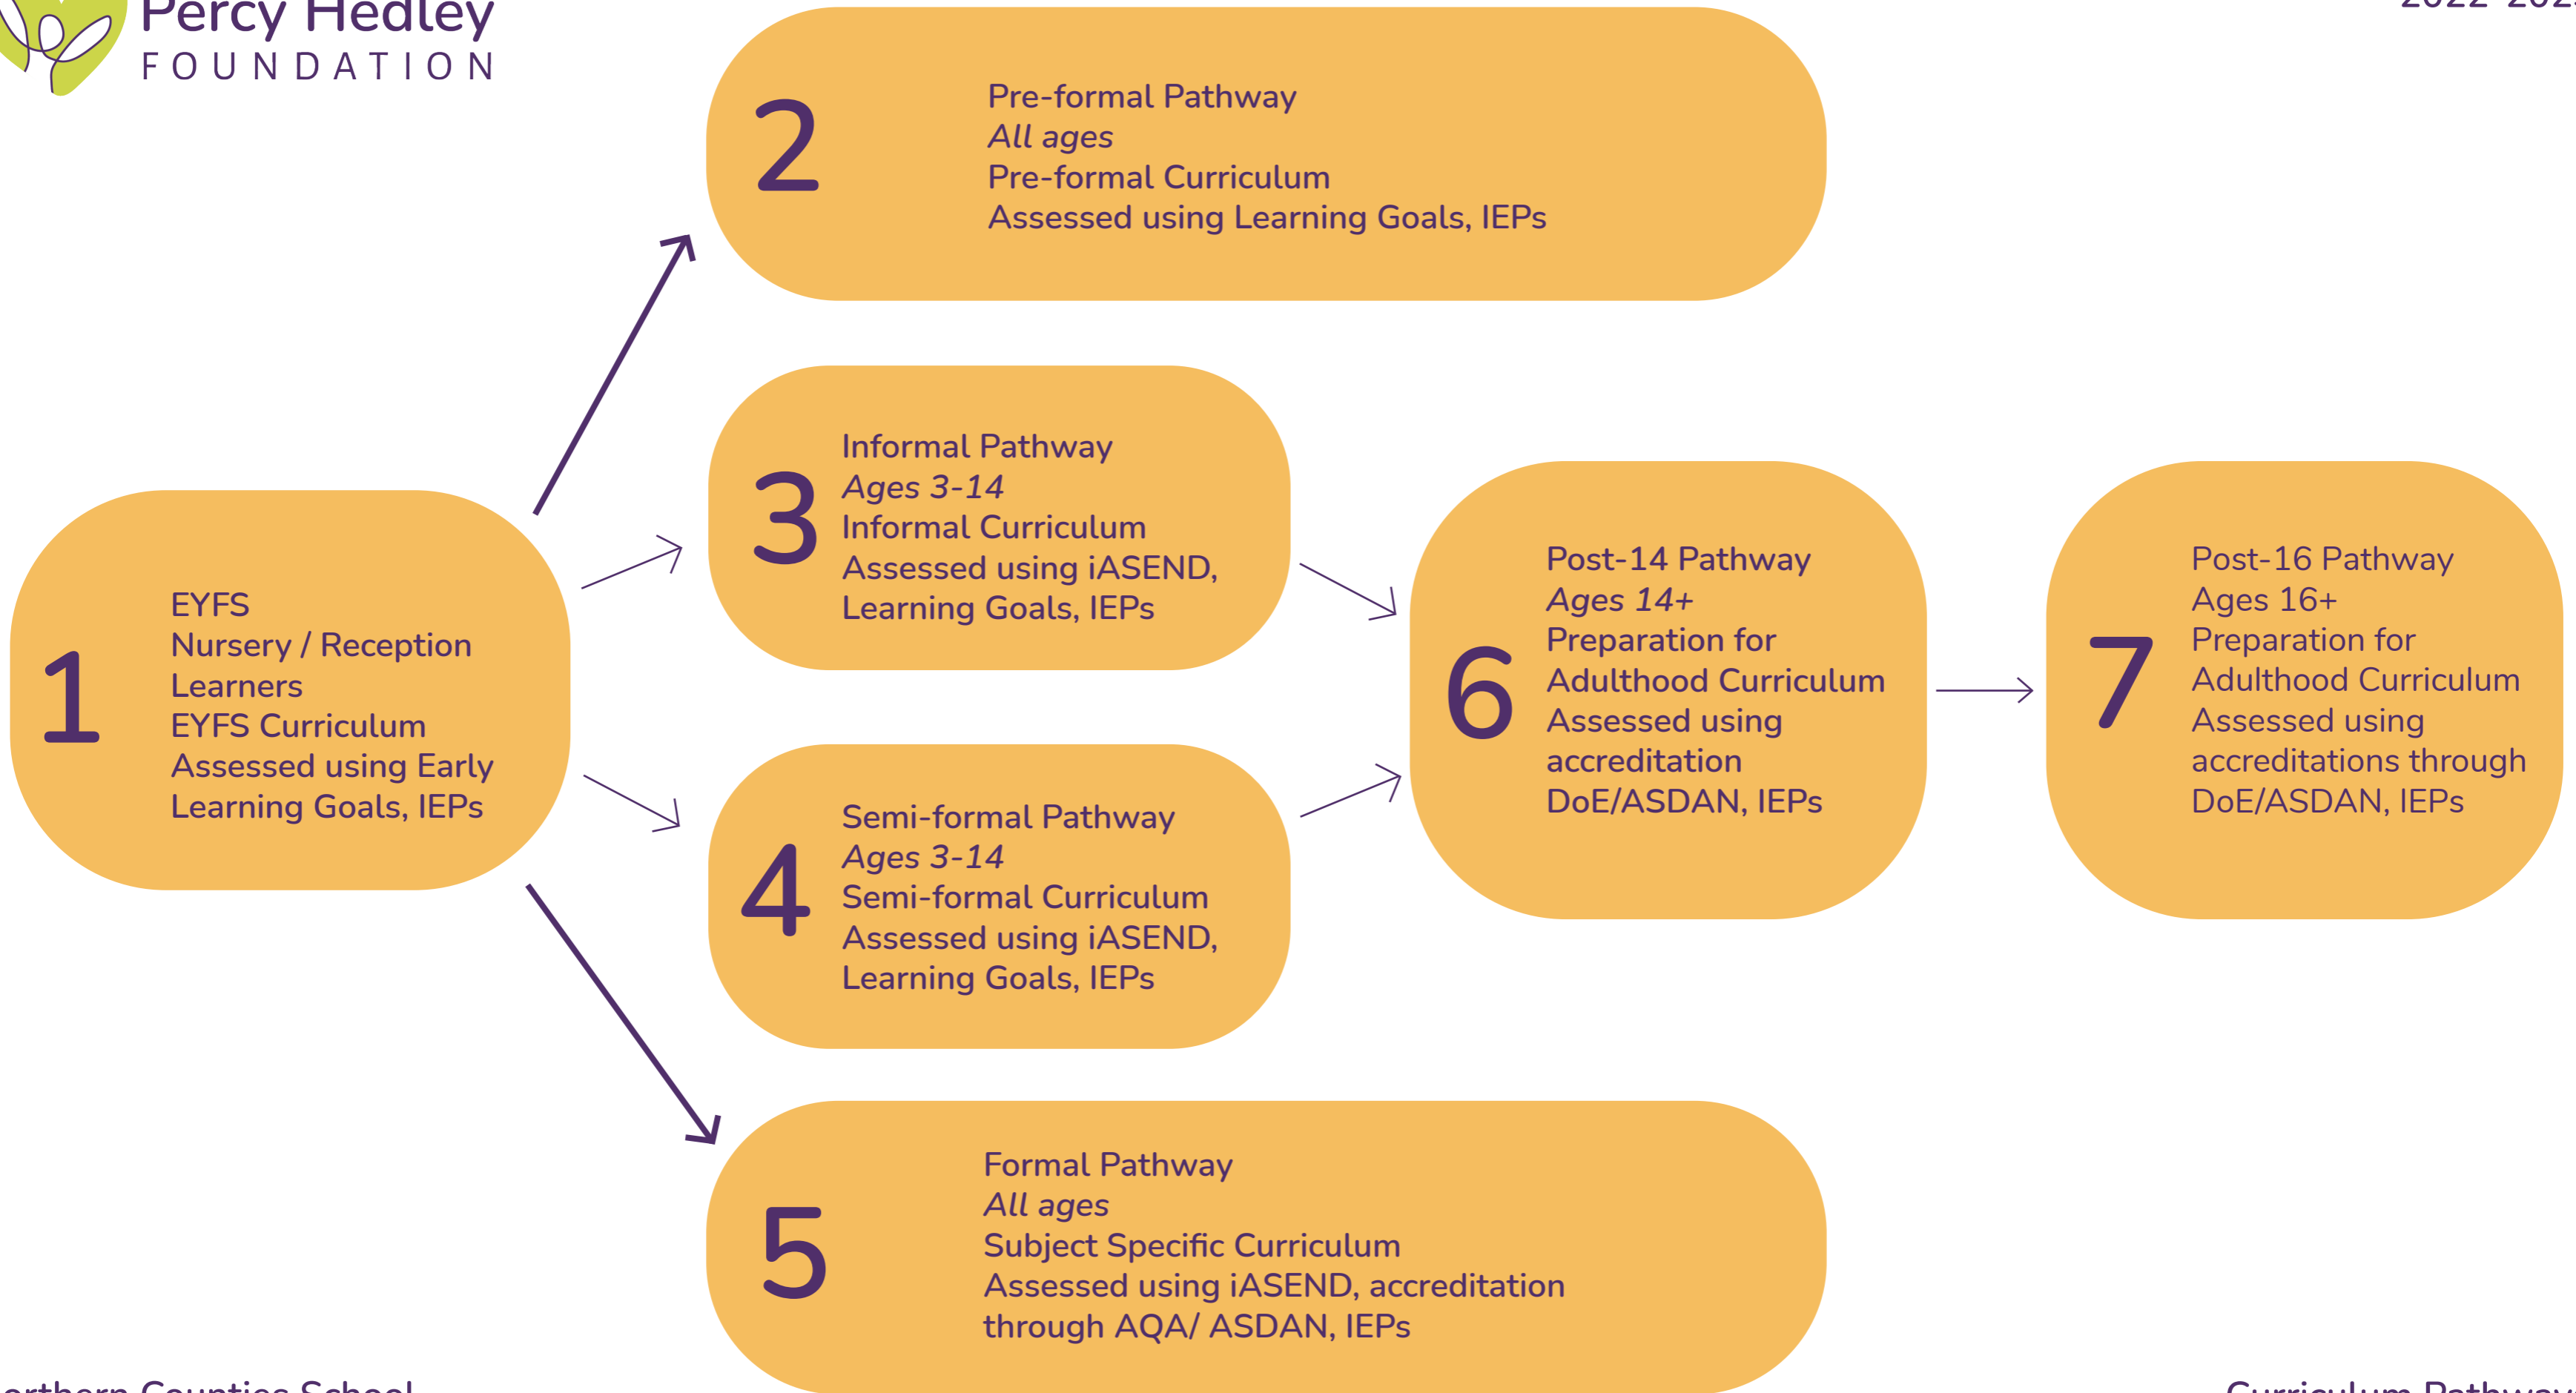 Percy Hedley
FOUNDATION
2
Pre-formal Pathway
All ages
Pre-formal Curriculum
Assessed using Learning Goals, IEPs
3
Informal Pathway
Ages 3-14
Informal Curriculum
Assessed using iASEND,
Learning Goals, IEPs
1
EYFS
Nursery / Reception
Learners
EYFS Curriculum
Assessed using Early
Learning Goals, IEPs
4
Semi-formal Pathway
Ages 3-14
Semi-formal Curriculum
Assessed using iASEND,
Learning Goals, IEPs
6
Post-14 Pathway
Ages 14+
Preparation for
Adulthood Curriculum
Assessed using
accreditation
DoE/ASDAN, IEPs
7
Post-16 Pathway
Ages 16+
Preparation for
Adulthood Curriculum
Assessed using
accreditations through
DoE/ASDAN, IEPs
5
Formal Pathway
All ages
Subject Specific Curriculum
Assessed using iASEND, accreditation
through AQA/ ASDAN, IEPs
Counties School
Curriculum